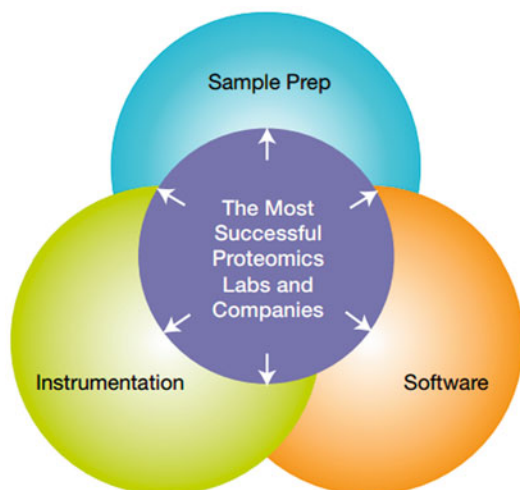 Sample Prep
The Most
Successful
Proteomics
Labs and
Companies
Instrumentation
Software